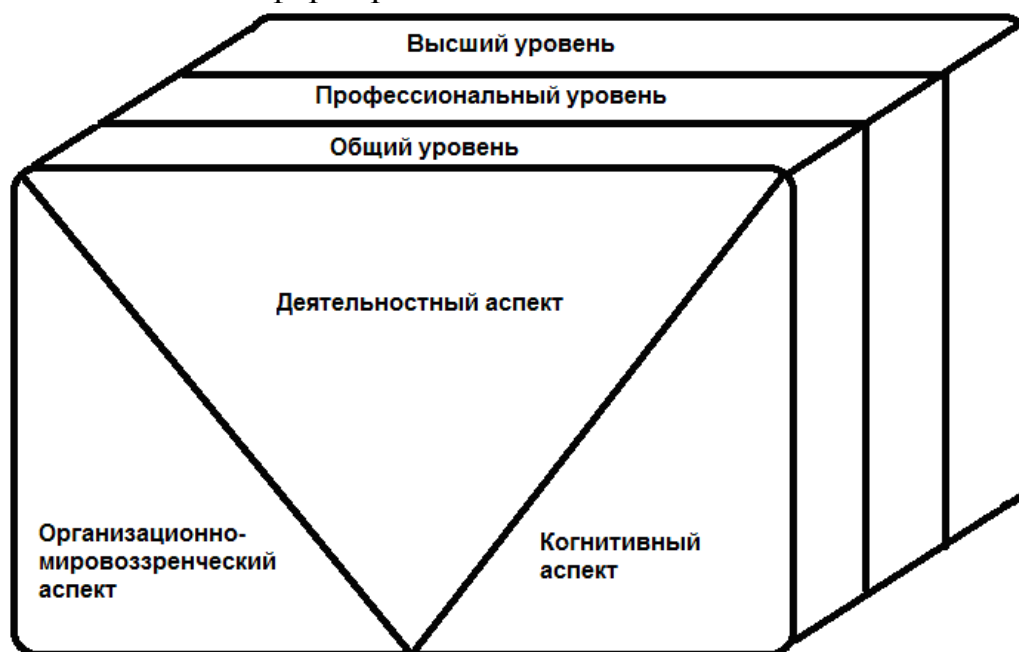 Высший уровень
Профессиональный уровень
Общий уровень
Деятельностный аспект
Организационно-
мировоззренческий
аспект
Когнитивный
аспект